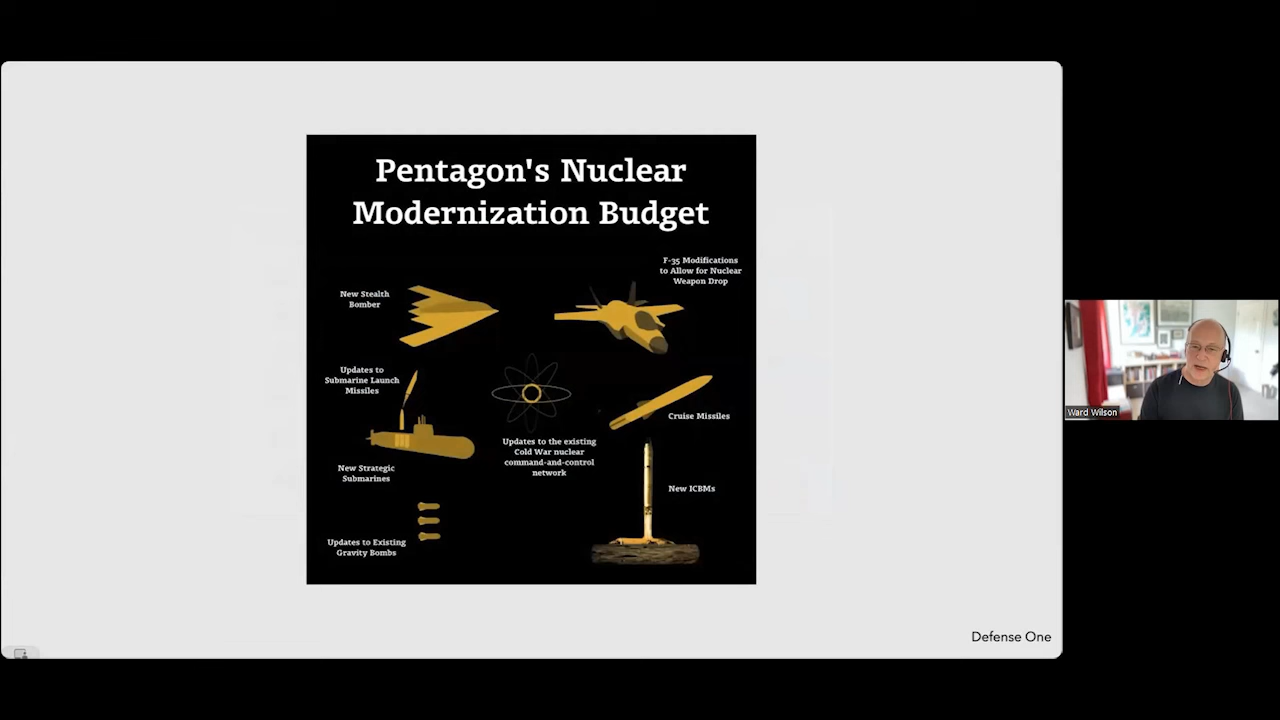 Pentagon's Nuclear
Modernization Budget
F-35 Modifications
to Allow for Nuclear
Weapon Drop
New Stealth
Bomber
Updates to
Submarine Launch
Missiles
Cruise Missiles
Updates to the existing
Cold War nuclear
command-and-control
network
New Strategic
Submarines
New ICBMs
Updates to Existing
Gravity Bombs
Defense One
Ward Wilson